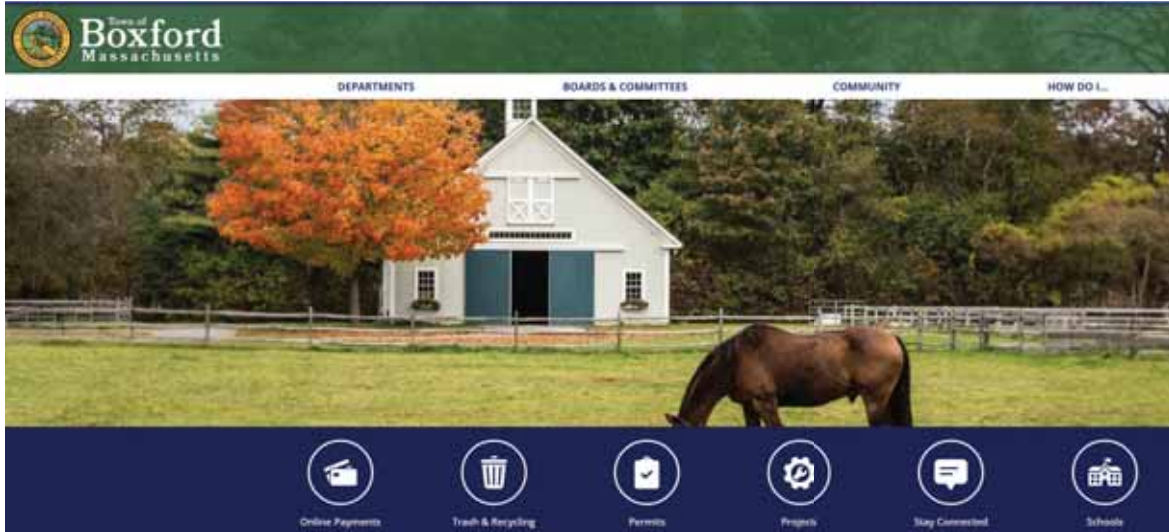 Town of
Boxford
Massachusetts
DEPARTMENTS BOARDS & COMMITTEES COMMUNITY HOW DO I...
Online Payments Trash & Recycling Permits Projects Stay Connected Schools